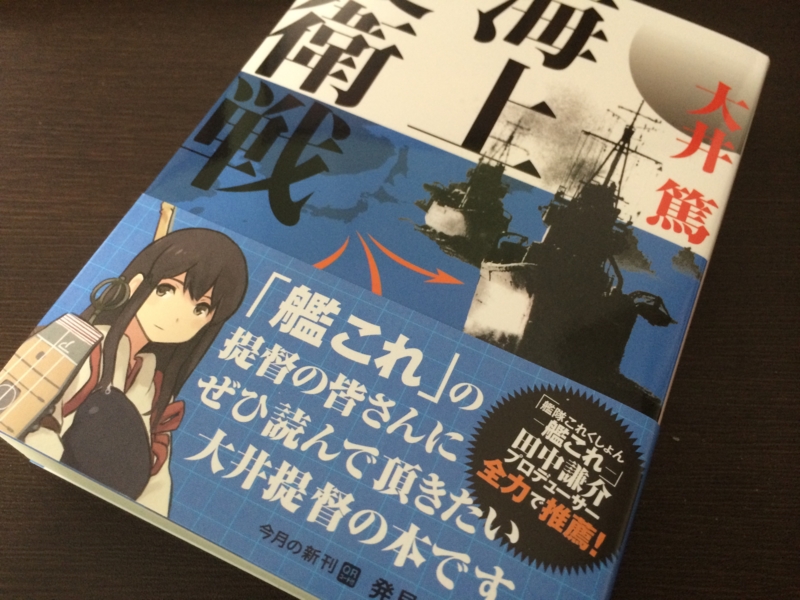 海上
衛戦
大井 篤
「艦これ」の
提督の皆さんに
ぜひ読んで頂きたい
大井提督の本です
「艦隊これくしょん
―艦これ―」
田中謙介
プロデューサー
全力で推薦!
ア
今月の新刊
発